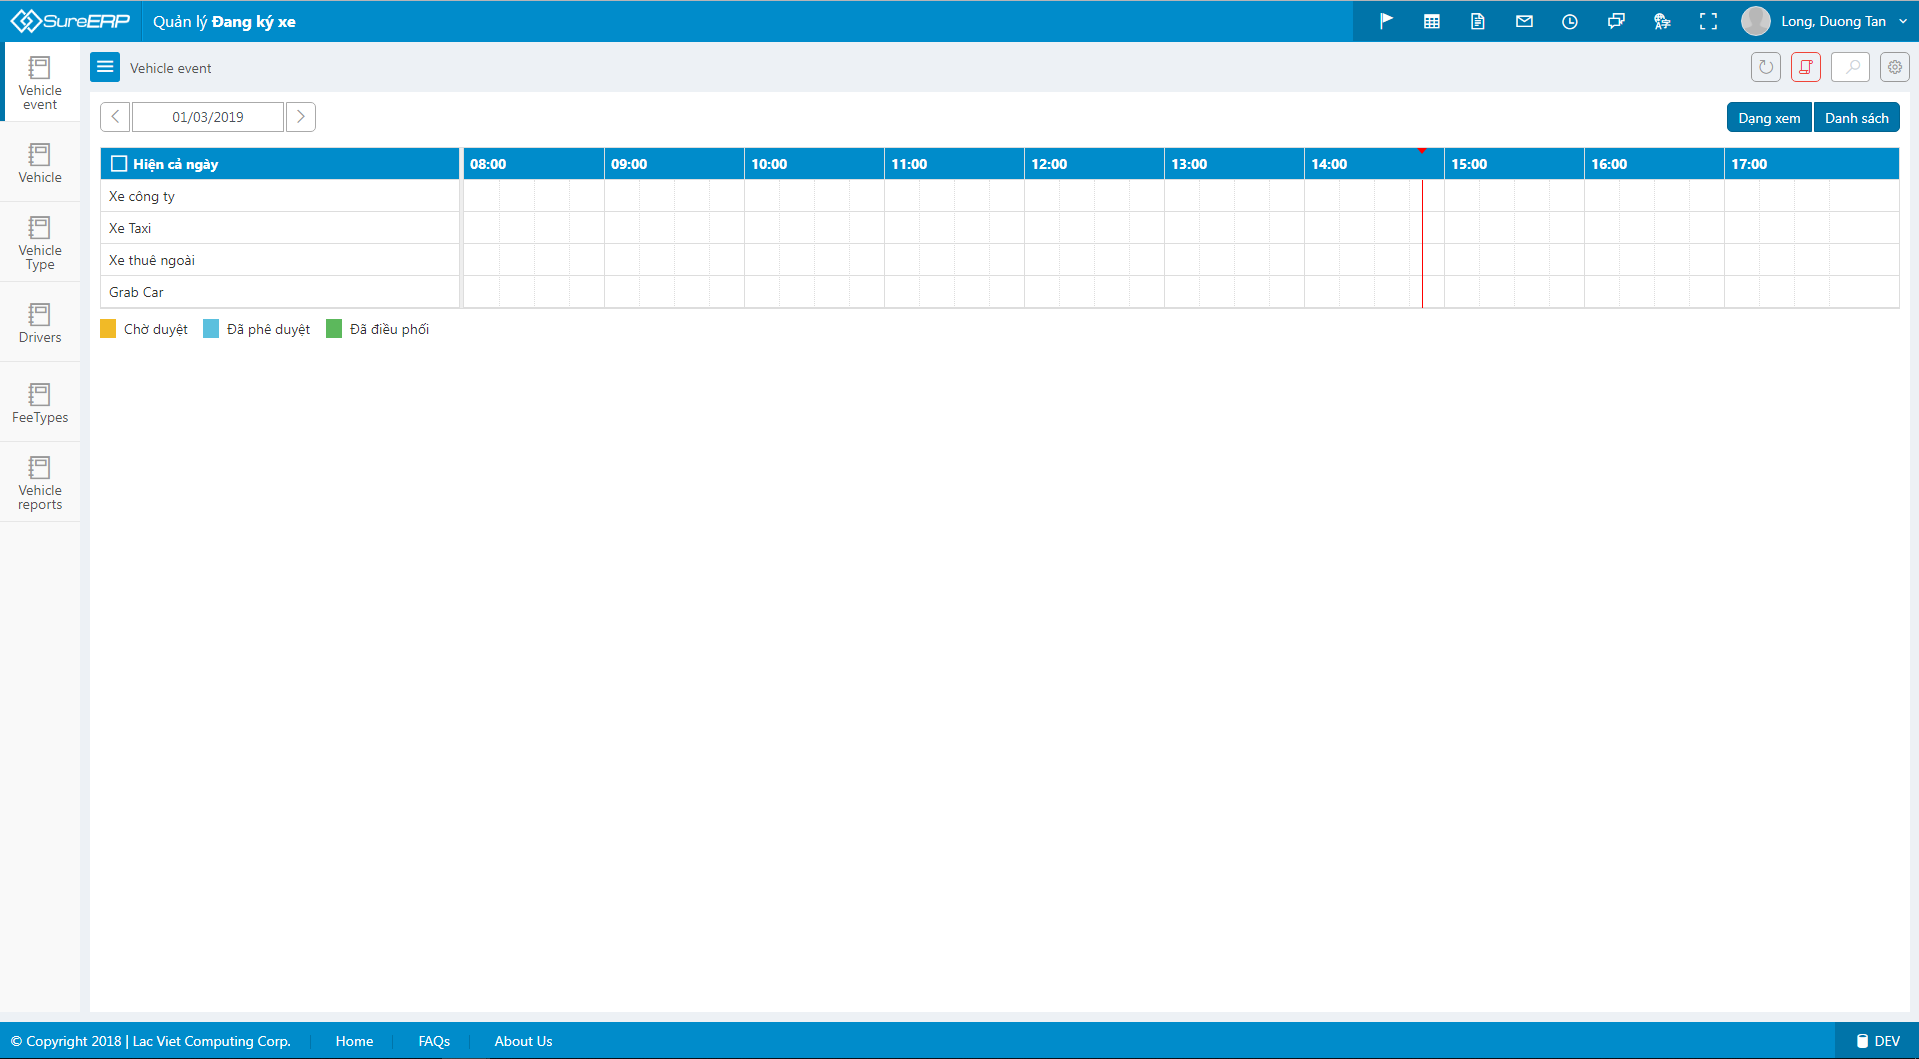 SureERP Quản lý Đang ký xe Long, Duong Tan
Vehicle event
Vehicle
Vehicle Type
Drivers
FeeTypes
Vehicle reports
Vehicle event
01/03/2019 Dạng xem Danh sách
Hiện cả ngày 08:00 09:00 10:00 11:00 12:00 13:00 14:00 15:00 16:00 17:00
Xe công ty
Xe Taxi
Xe thuê ngoài
Grab Car
Chờ duyệt Đã phê duyệt Đã điều phối
© Copyright 2018 | Lac Viet Computing Corp. Home FAQs About Us DEV